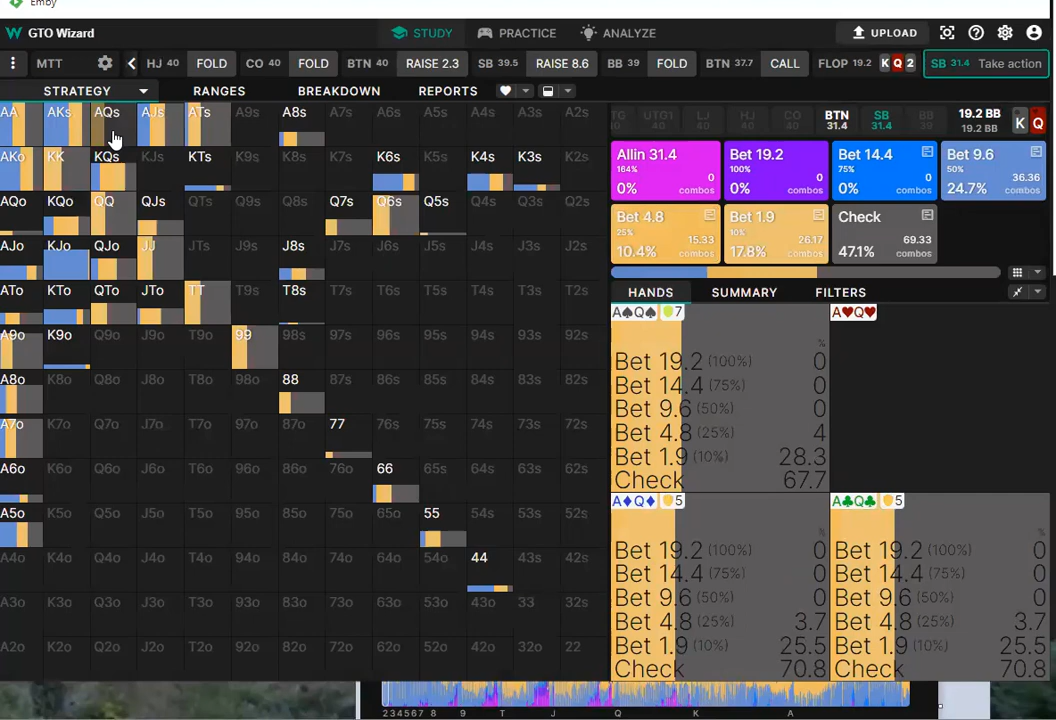 Emby
GTO Wizard STUDY PRACTICE ANALYZE UPLOAD
MTT HJ 40 FOLD CO 40 FOLD BTN 40 RAISE 2.3 SB 39.5 RAISE 8.6 BB 39 FOLD BTN 37.7 CALL FLOP 19.2 K Q 2 SB 31.4 Take action
STRATEGY RANGES BREAKDOWN REPORTS
AA AKs AQs AJs ATs A9s A8s A7s A6s A5s A4s A3s A2s
AKo KK KQs KJs KTs K9s K8s K7s K6s K5s K4s K3s K2s
AQo KQo QQ QJs QTs Q9s Q8s Q7s Q6s Q5s Q4s Q3s Q2s
AJo KJo QJo JJ JTs J9s J8s J7s J6s J5s J4s J3s J2s
ATo KTo QTo JTo TT T9s T8s T7s T6s T5s T4s T3s T2s
A9o K9o Q9o J9o T9o 99 98s 97s 96s 95s 94s 93s 92s
A8o K8o Q8o J8o T8o 98o 88 87s 86s 85s 84s 83s 82s
A7o K7o Q7o J7o T7o 97o 87o 77 76s 75s 74s 73s 72s
A6o K6o Q6o J6o T6o 96o 86o 76o 66 65s 64s 63s 62s
A5o K5o Q5o J5o T5o 95o 85o 75o 65o 55 54s 53s 52s
A4o K4o Q4o J4o T4o 94o 84o 74o 64o 54o 44 43s 42s
A3o K3o Q3o J3o T3o 93o 83o 73o 63o 53o 43o 33 32s
A2o K2o Q2o J2o T2o 92o 82o 72o 62o 52o 42o 32o 22
UTG1 LJ HJ CO BTN SB BB 19.2 BB K Q
40 40 40 40 31.4 31.4 39 19.2 BB
Allin 31.4 Bet 19.2 Bet 14.4 Bet 9.6
164% 0 100% 0 75% 0 50% 36.36
0% combos 0% combos 0% combos 24.7% combos
Bet 4.8 Bet 1.9 Check
25% 15.33 10% 26.17 69.33
10.4% combos 17.8% combos 47.1% combos
HANDS SUMMARY FILTERS
A♠Q♠ 7 A♥Q♥
%
Bet 19.2 (100%) 0
Bet 14.4 (75%) 0
Bet 9.6 (50%) 0
Bet 4.8 (25%) 4
Bet 1.9 (10%) 28.3
Check 67.7
A♦Q♦ 5 A♣Q♣ 5
% %
Bet 19.2 (100%) 0 Bet 19.2 (100%) 0
Bet 14.4 (75%) 0 Bet 14.4 (75%) 0
Bet 9.6 (50%) 0 Bet 9.6 (50%) 0
Bet 4.8 (25%) 3.7 Bet 4.8 (25%) 3.7
Bet 1.9 (10%) 25.5 Bet 1.9 (10%) 25.5
Check 70.8 Check 70.8
2 3 4 5 6 7 8 9 T J Q K A